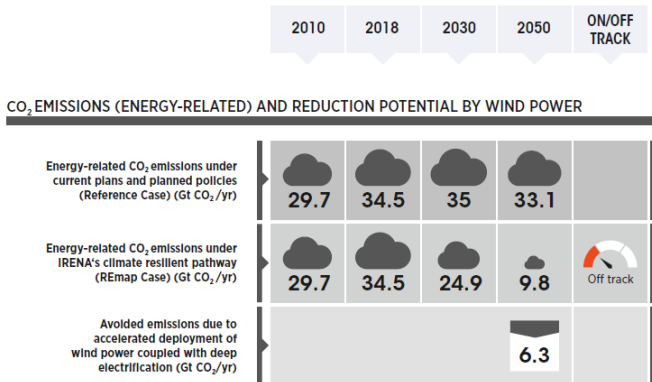 2010 2018 2030 2050 ON/OFF
TRACK
CO₂ EMISSIONS (ENERGY-RELATED) AND REDUCTION POTENTIAL BY WIND POWER
Energy-related CO₂ emissions under
current plans and planned policies
(Reference Case) (Gt CO₂/yr)
29.7 34.5 35 33.1
Energy-related CO₂ emissions under
IRENA‘s climate resilient pathway
(REmap Case) (Gt CO₂/yr)
29.7 34.5 24.9 9.8 Off track
Avoided emissions due to
accelerated deployment of
wind power coupled with deep
electrification (Gt CO₂/yr)
6.3